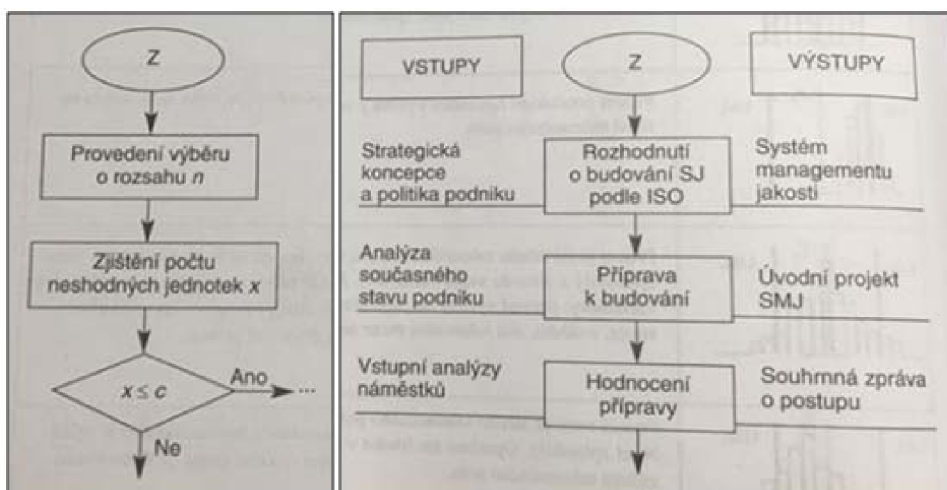 Z
Provedení výběru
o rozsahu n
Zjištění počtu
neshodných jednotek x
x ≤ c
Ano
...
Ne
VSTUPY
Z
VÝSTUPY
Strategická
koncepce
a politika podniku
Rozhodnutí
o budování SJ
podle ISO
Systém
managementu
jakosti
Analýza
současného
stavu podniku
Příprava
k budování
Úvodní projekt
SMJ
Vstupní analýzy
náměstků
Hodnocení
přípravy
Souhrnná zpráva
o postupu